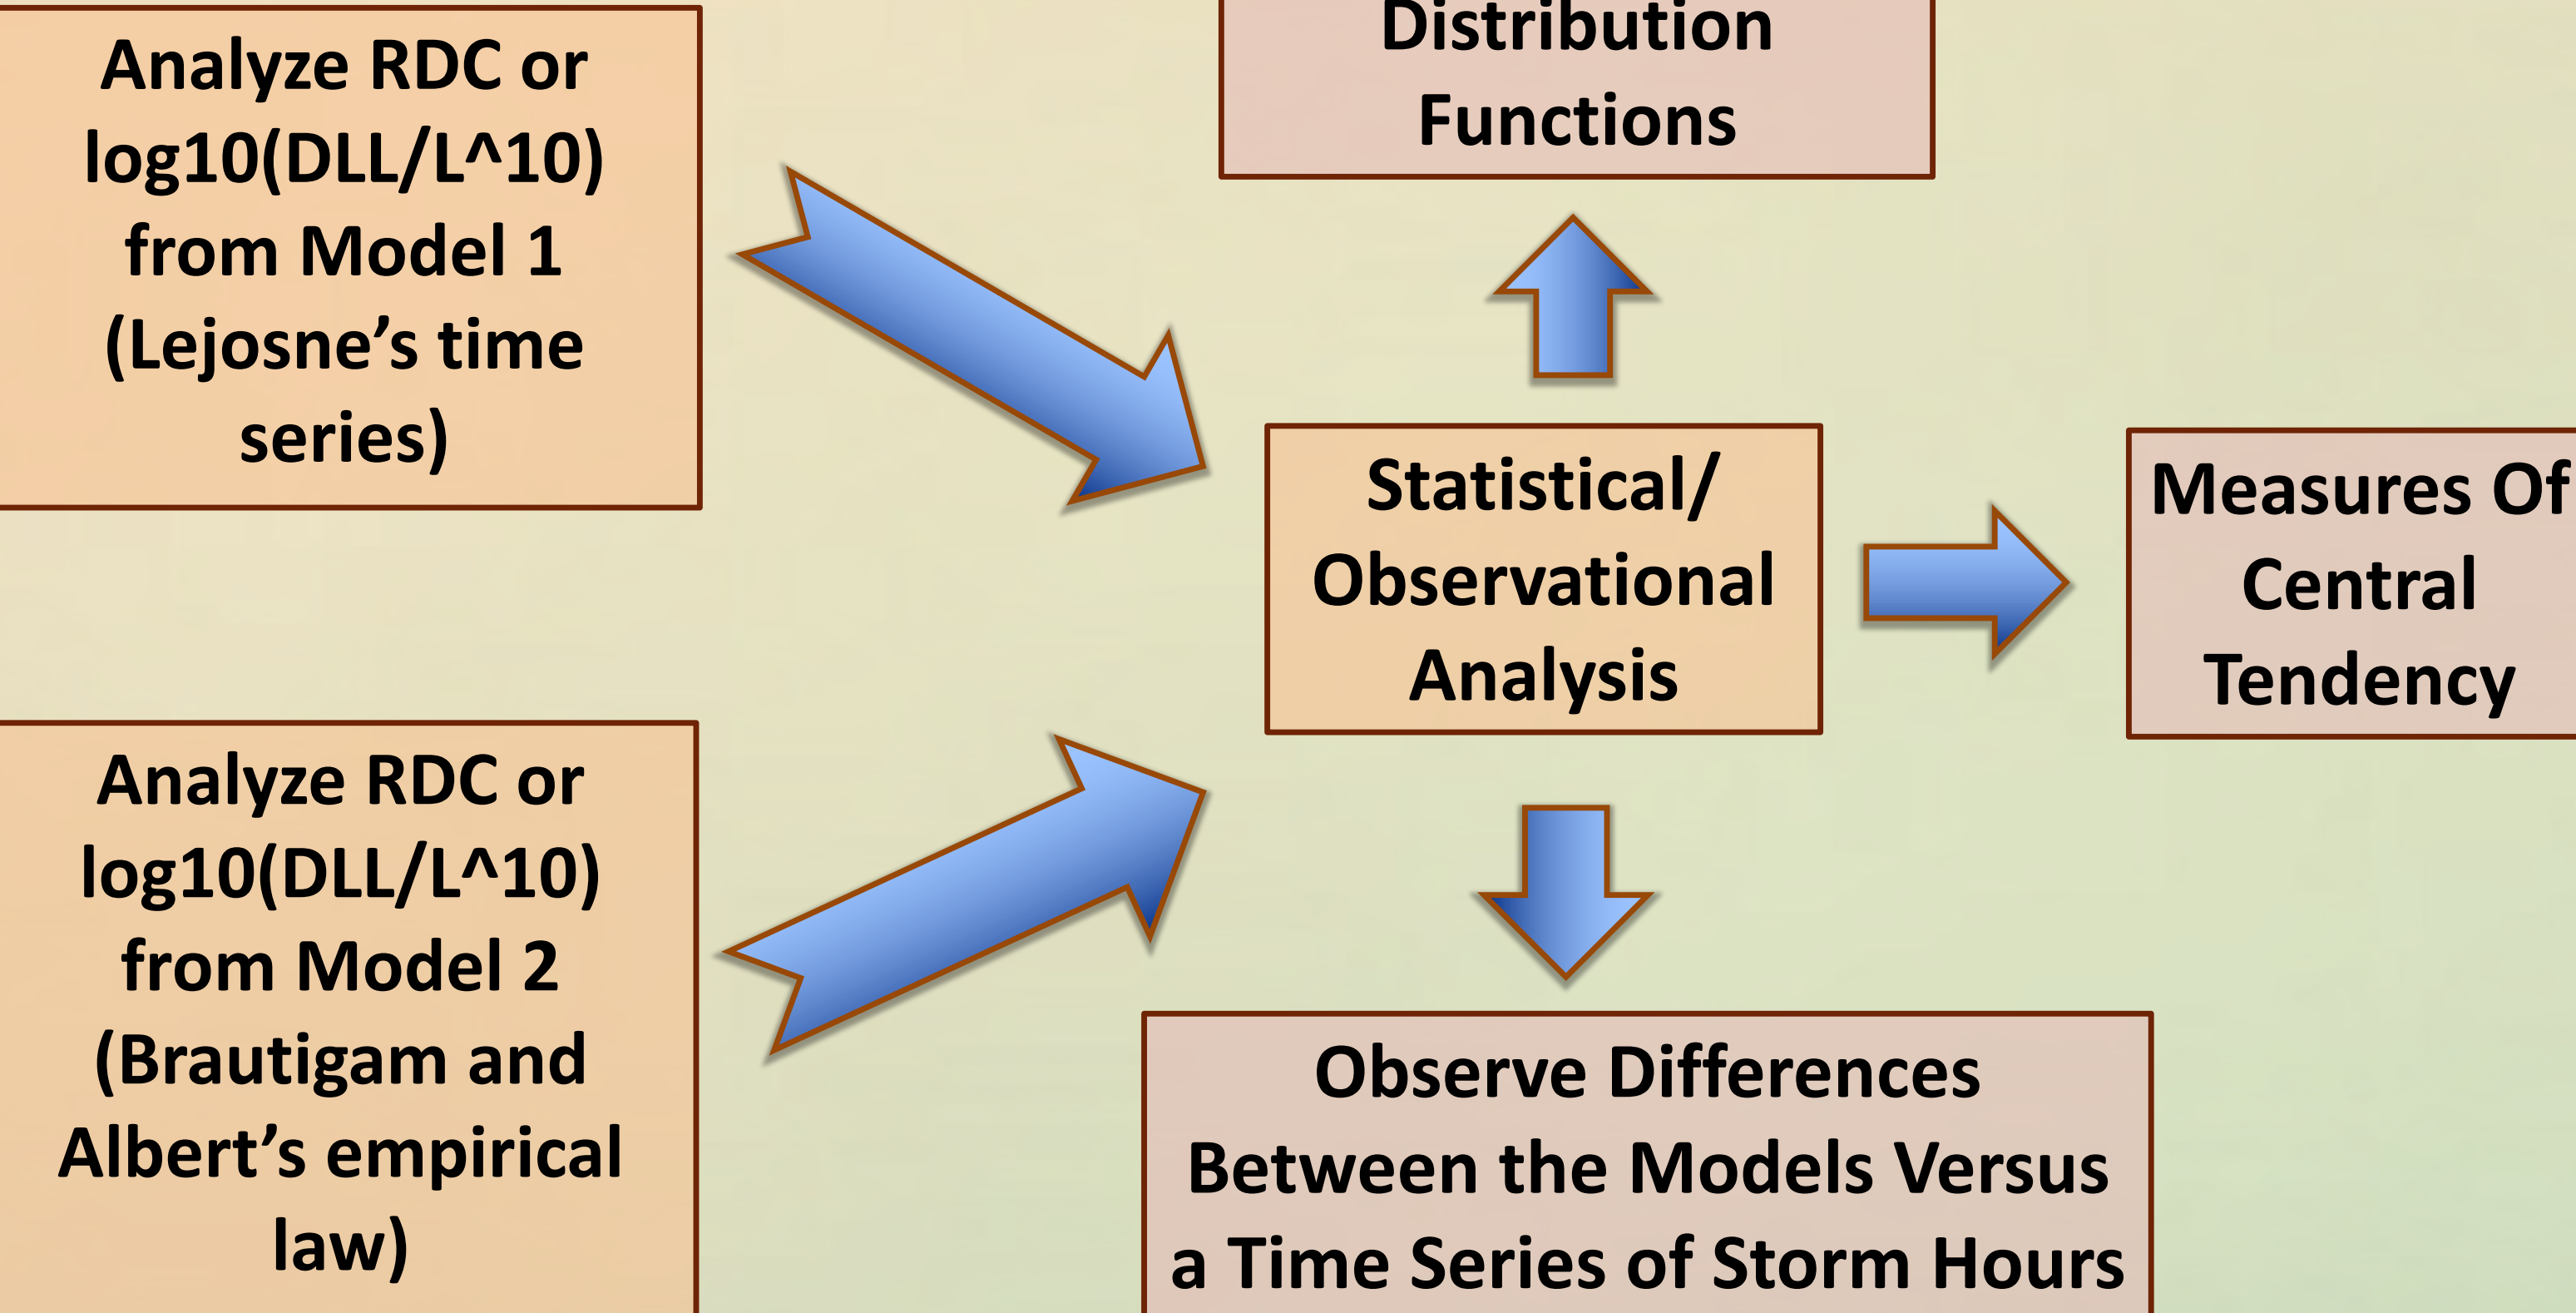 Analyze RDC or
log10(DLL/L^10)
from Model 1
(Lejosne’s time
series)
Distribution
Functions
Statistical/
Observational
Analysis
Measures Of
Central
Tendency
Analyze RDC or
log10(DLL/L^10)
from Model 2
(Brautigam and
Albert’s empirical
law)
Observe Differences
Between the Models Versus
a Time Series of Storm Hours